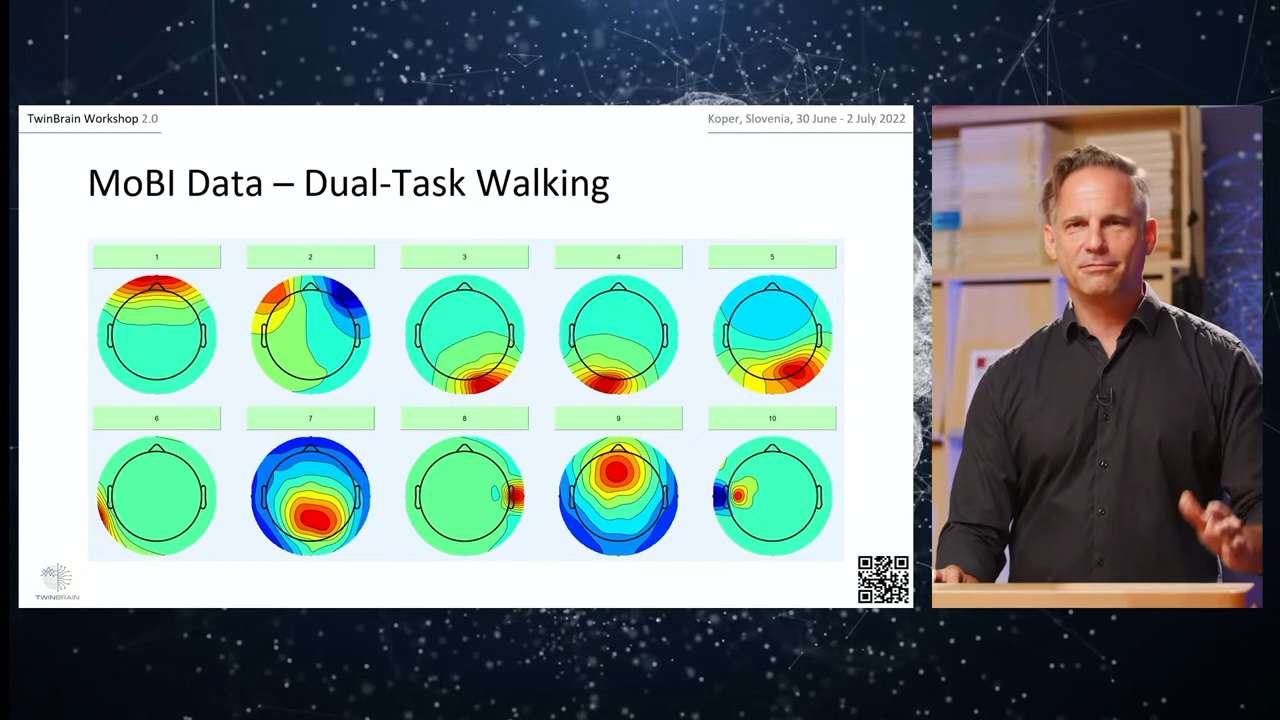 TwinBrain Workshop 2.0
Koper, Slovenia, 30 June - 2 July 2022
MoBI Data – Dual-Task Walking
1
2
3
4
5
6
7
8
9
10
TWINBRAIN